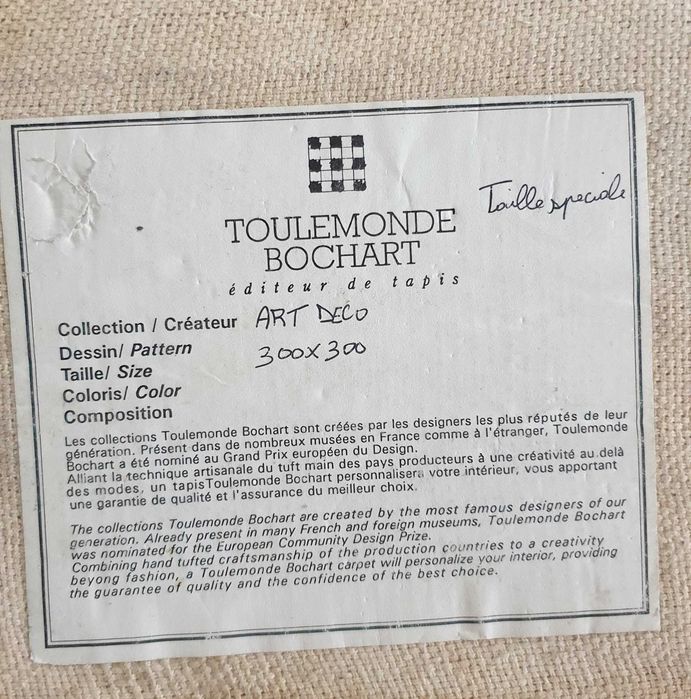 Taille speciale
TOULEMONDE
BOCHART
éditeur de tapis
Collection / Créateur ART DECO
Dessin/ Pattern
300x300
Taille/ Size
Coloris/ Color
Composition
Les collections Toulemonde Bochart sont créées par les designers les plus réputés de leur
génération. Présent dans de nombreux musées en France comme à l'étranger, Toulemonde
Bochart a été nominé au Grand Prix européen du Design.
Alliant la technique artisanale du tuft main des pays producteurs à une créativité au delà
des modes, un tapisToulemonde Bochart personnalisera votre intérieur, vous apportant
une garantie de qualité et l'assurance du meilleur choix.
The collections Toulemonde Bochart are created by the most famous designers of our
generation. Already present in many French and foreign museums, Toulemonde Bochart
was nominated for the European Community Design Prize.
Combining hand tufted craftsmanship of the production countries to a creativity
beyong fashion, a Toulemonde Bochart carpet will personalize your interior, providing
the guarantee of quality and the confidence of the best choice.